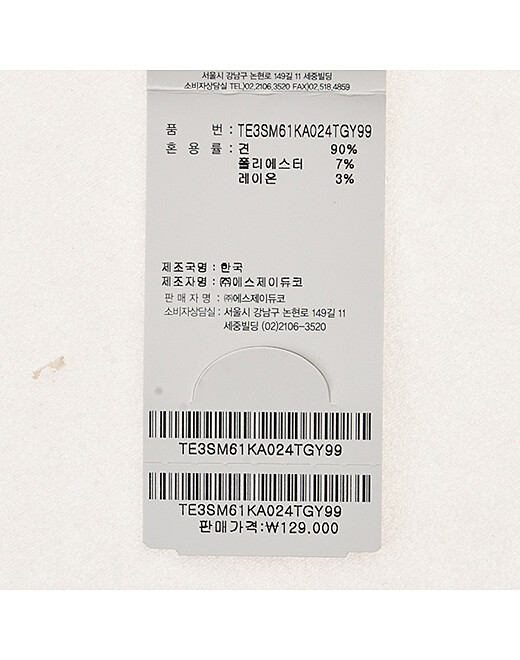 서울시 강남구 논현로 149길 11 세중빌딩
소비자상담실 TEL)02.2106.3520 FAX)02.518.4859
품 번 : TE3SM61KA024TGY99
혼 용 률 : 견 90%
폴리에스터 7%
레이온 3%
제조국명 : 한국
제조자명 : ㈜에스제이듀코
판매자명 : ㈜에스제이듀코
소비자상담실 : 서울시 강남구 논현로 149길 11
세중빌딩 (02)2106-3520
TE3SM61KA024TGY99
TE3SM61KA024TGY99
판매가격:₩129,000